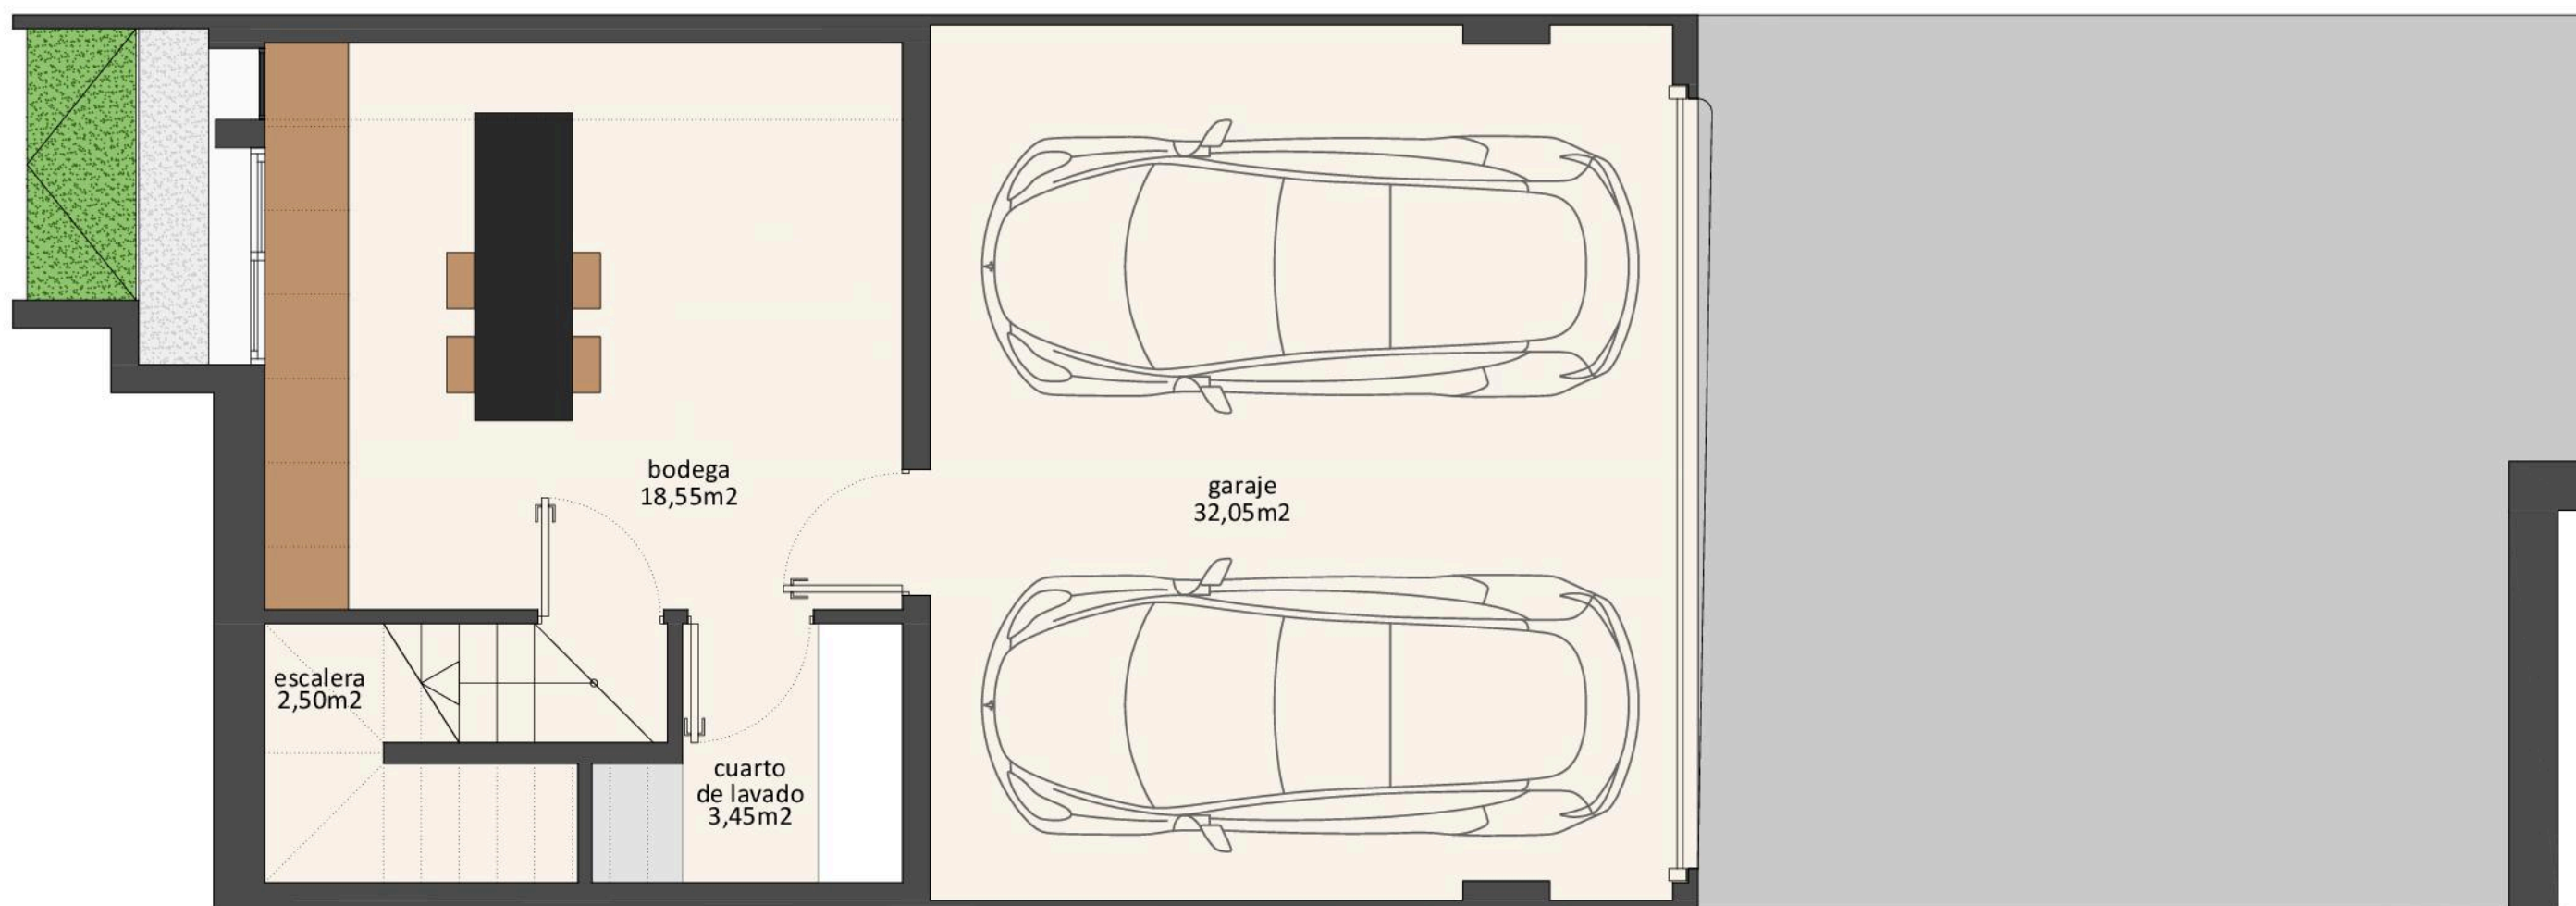 bodega
18,55m2
garaje
32,05m2
escalera
2,50m2
cuarto
de lavado
3,45m2